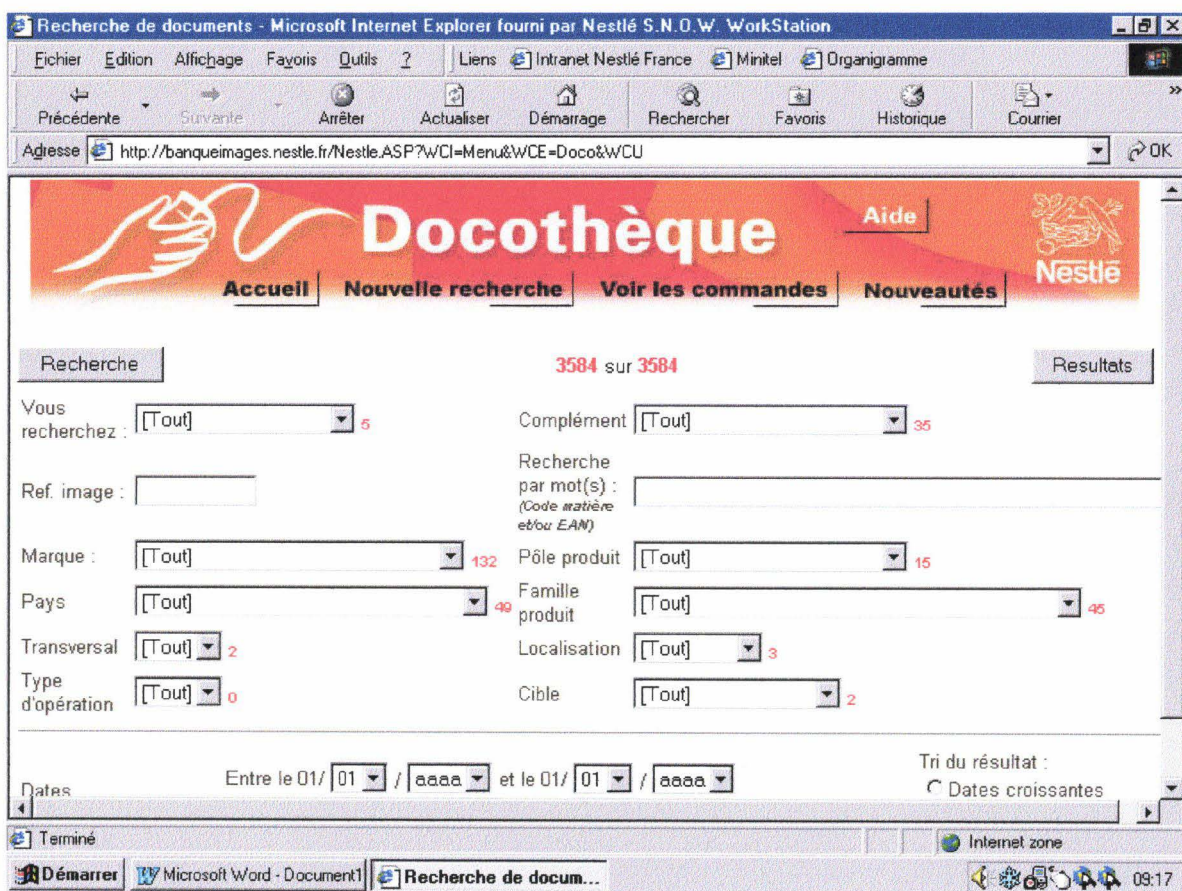 Recherche de documents - Microsoft Internet Explorer fourni par Nestlé S.N.O.W. WorkStation
Fichier Edition Affichage Favoris Outils ? Liens Intranet Nestlé France Minitel Organigramme
Précédente Suivante Arrêter Actualiser Démarrage Rechercher Favoris Historique Courrier »
Adresse http://banqueimages.nestle.fr/Nestle.ASP?WCI=Menu&WCE=Doco&WCU OK
Docothèque Aide Nestlé
Accueil Nouvelle recherche Voir les commandes Nouveautés
Recherche 3584 sur 3584 Resultats
Vous recherchez : [Tout] 5 Complément [Tout] 35
Ref. image : Recherche par mot(s) : (Code matière et/ou EAN)
Marque : [Tout] 132 Pôle produit [Tout] 15
Pays [Tout] 49 Famille produit [Tout] 45
Transversal [Tout] 2 Localisation [Tout] 3
Type d'opération [Tout] 0 Cible [Tout] 2
Dates Entre le 01/ 01 / aaaa et le 01/ 01 / aaaa Tri du résultat :
Dates croissantes
Terminé Internet zone
Démarrer Microsoft Word - Document1 Recherche de docum... 09:17